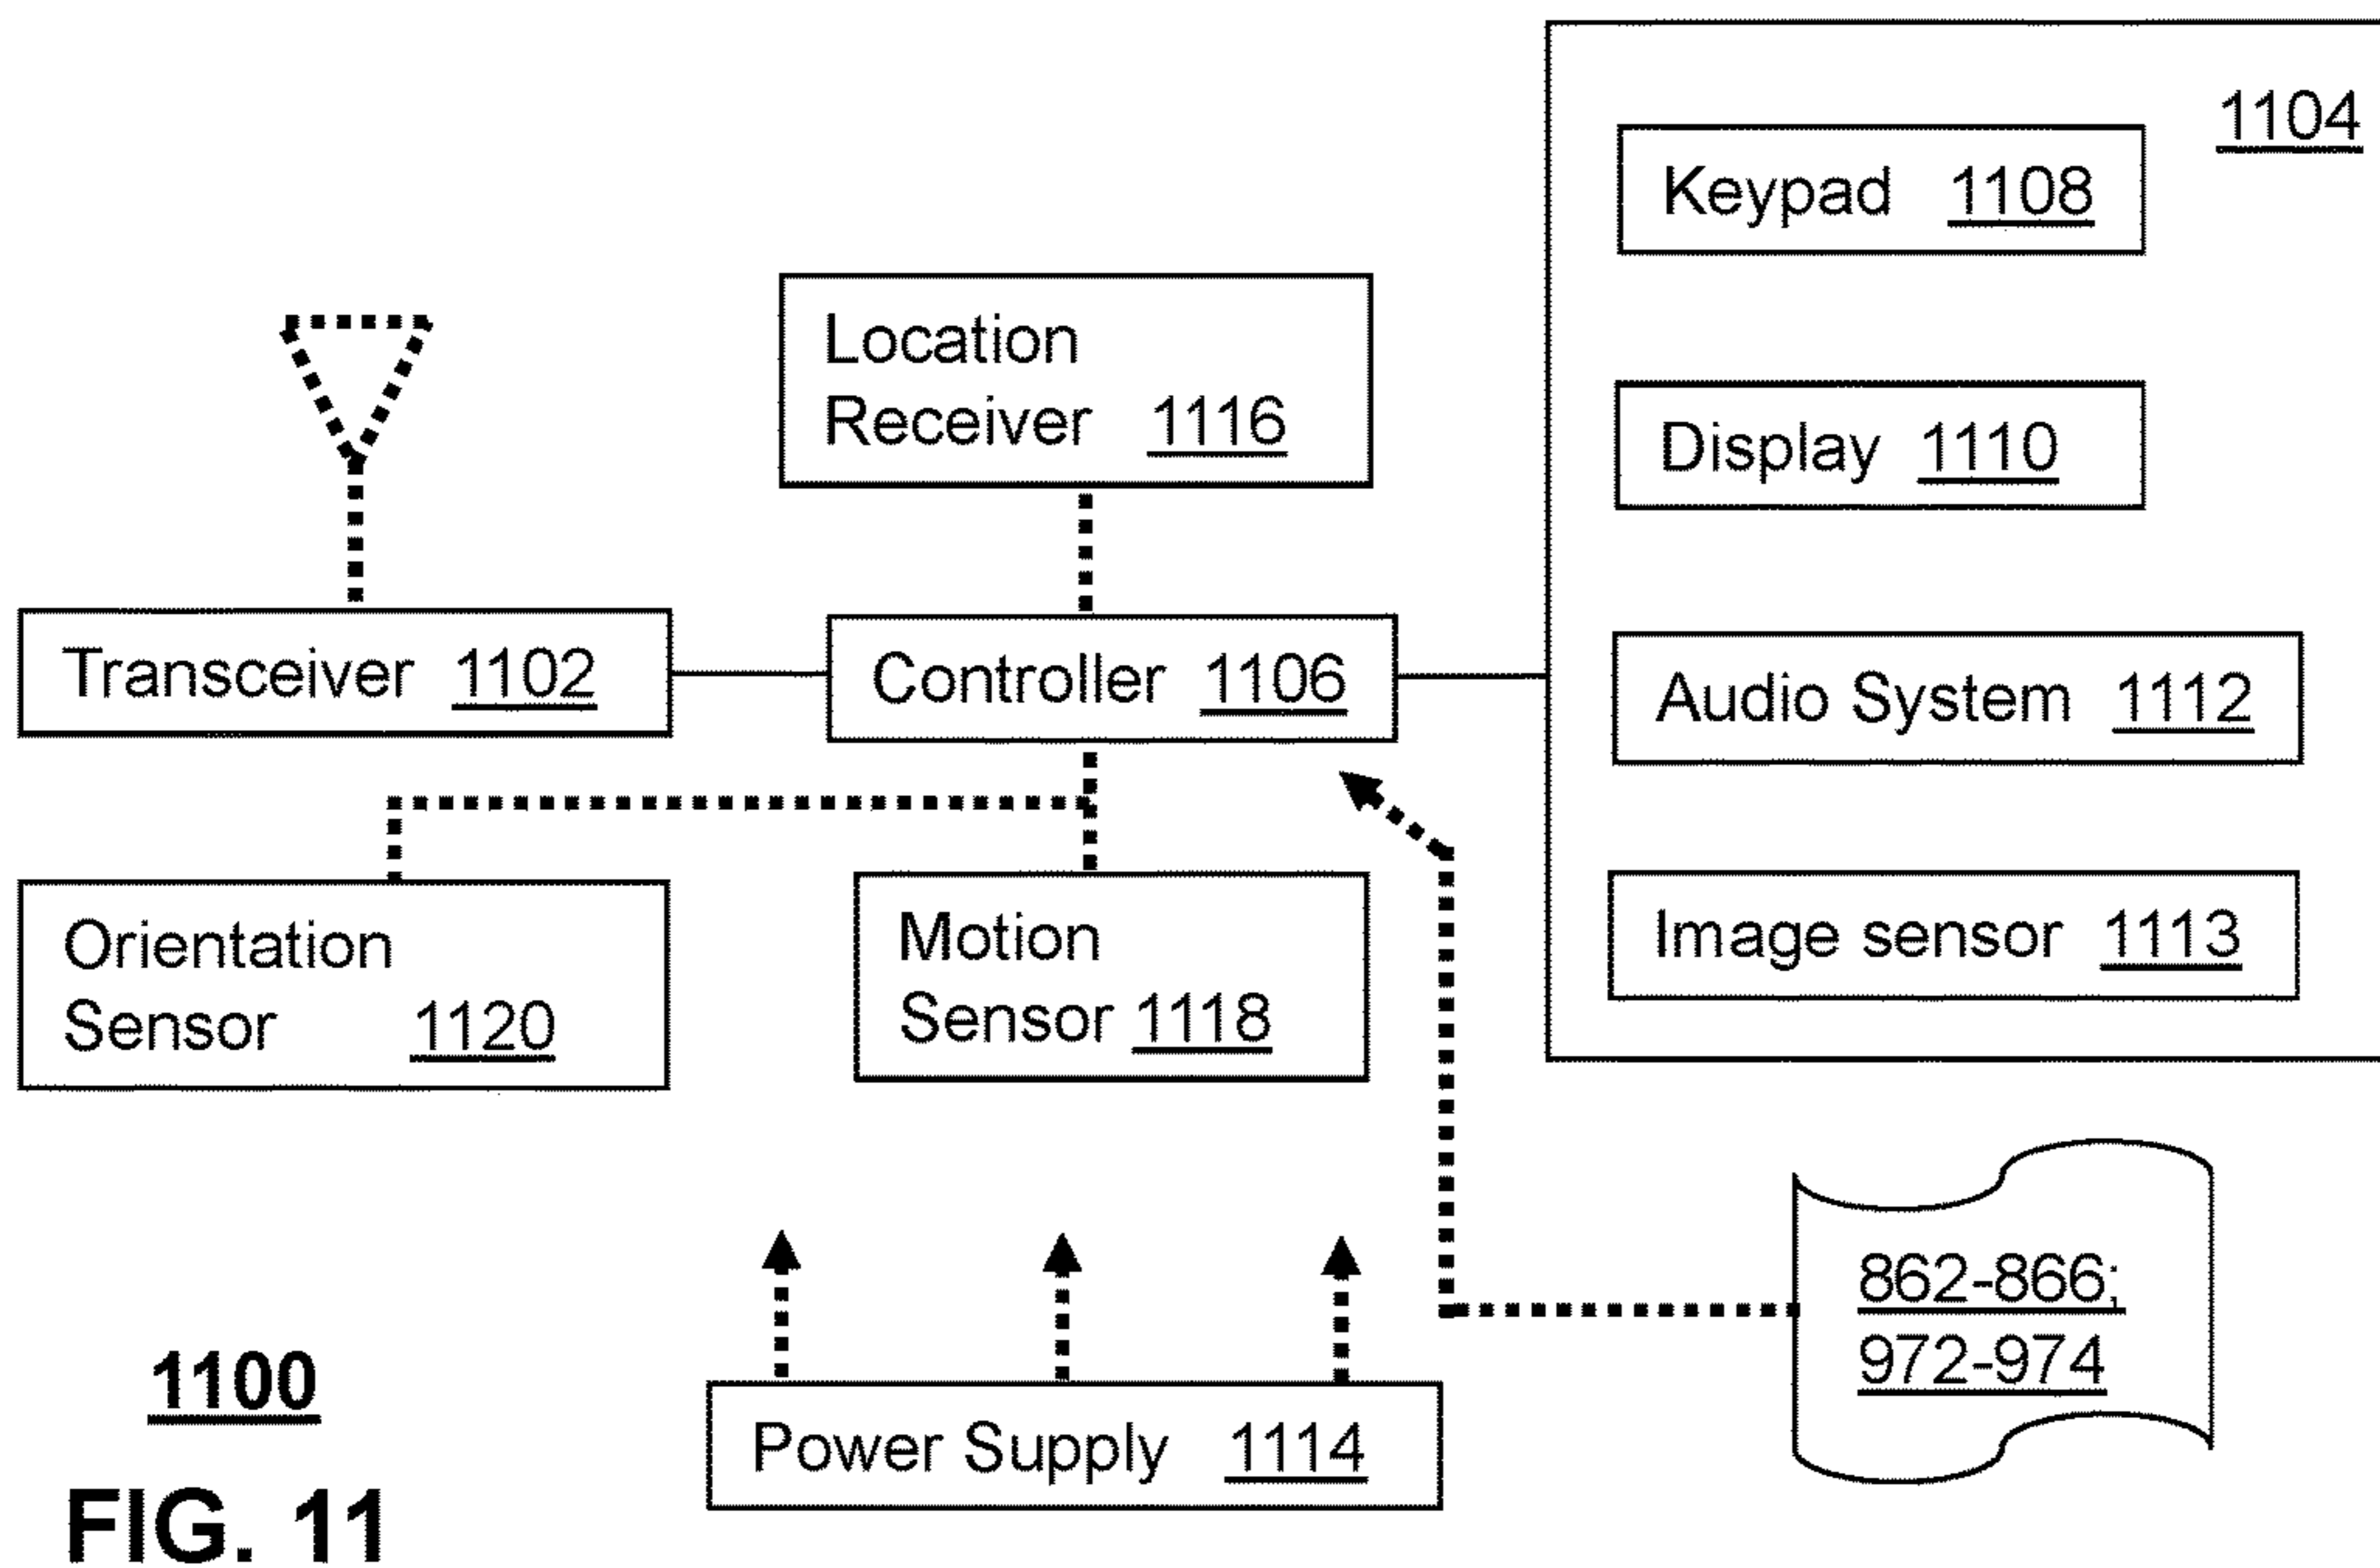 1104
Keypad 1108
Location
Receiver 1116
Display 1110
Transceiver 1102
Controller 1106
Audio System 1112
Orientation
Sensor 1120
Motion
Sensor 1118
Image sensor 1113
862-866;
972-974
Power Supply 1114
1100
FIG. 11